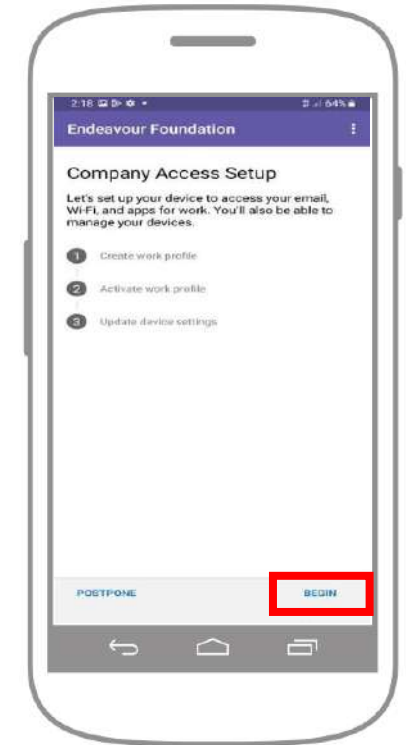 2:18 64%
Endeavour Foundation
Company Access Setup
Let's set up your device to access your email,
Wi-Fi, and apps for work. You'll also be able to
manage your devices.
1 Create work profile
2 Activate work profile
3 Update device settings
POSTPONE BEGIN